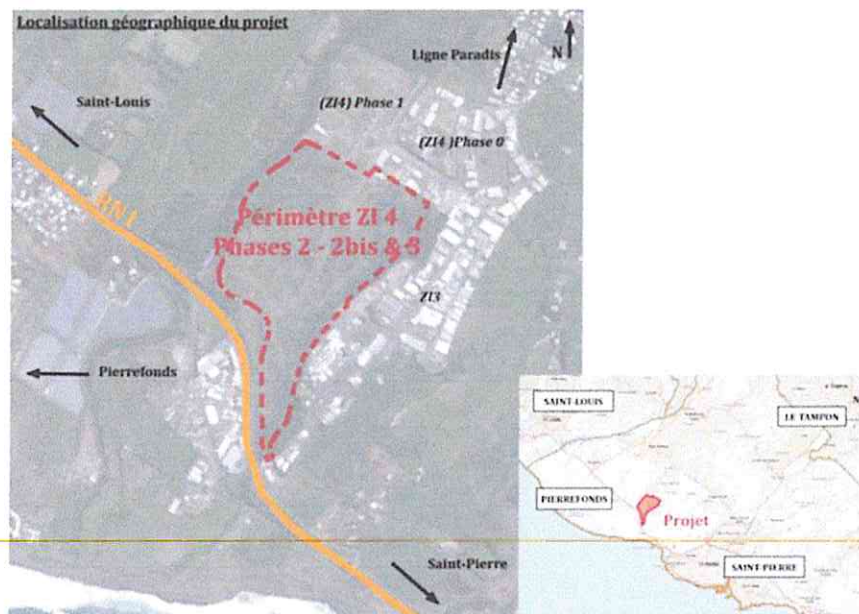 Localisation géographique du projet
Ligne Paradis
N
Saint-Louis
(ZI4) Phase 1
(ZI4 )Phase 0
RN1
Périmètre ZI 4
Phases 2 - 2bis & 3
ZI3
Pierrefonds
Saint-Pierre
SAINT-LOUIS
N
LE TAMPON
PIERREFONDS
Projet
SAINT-PIERRE